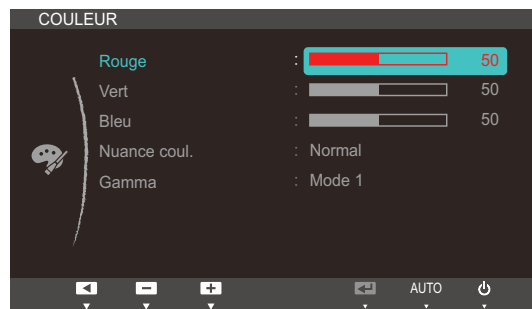 COULEUR
Rouge : 50
Vert : 50
Bleu : 50
Nuance coul. : Normal
Gamma : Mode 1
AUTO